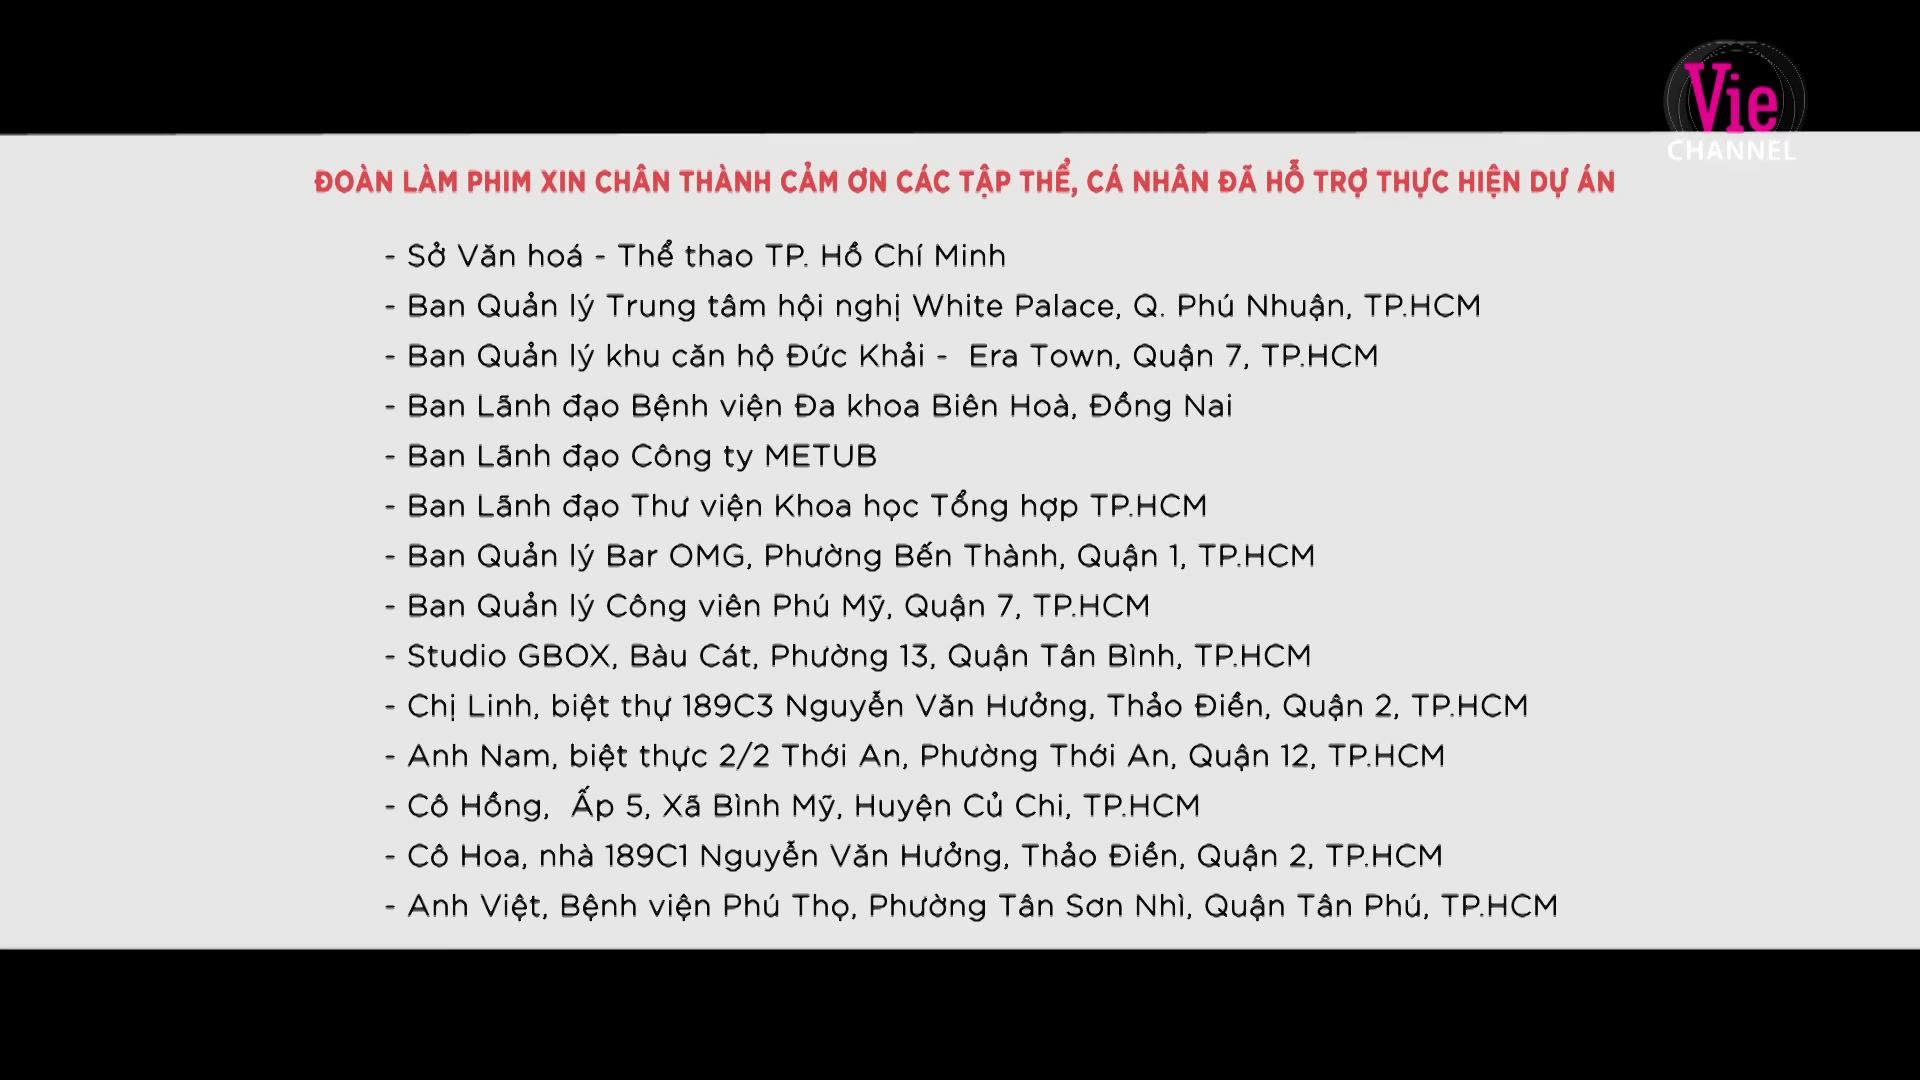 Vie
CHANNEL
ĐOÀN LÀM PHIM XIN CHÂN THÀNH CẢM ƠN CÁC TẬP THỂ, CÁ NHÂN ĐÃ HỖ TRỢ THỰC HIỆN DỰ ÁN
- Sở Văn hoá - Thể thao TP. Hồ Chí Minh
- Ban Quản lý Trung tâm hội nghị White Palace, Q. Phú Nhuận, TP.HCM
- Ban Quản lý khu căn hộ Đức Khải - Era Town, Quận 7, TP.HCM
- Ban Lãnh đạo Bệnh viện Đa khoa Biên Hoà, Đồng Nai
- Ban Lãnh đạo Công ty METUB
- Ban Lãnh đạo Thư viện Khoa học Tổng hợp TP.HCM
- Ban Quản lý Bar OMG, Phường Bến Thành, Quận 1, TP.HCM
- Ban Quản lý Công viên Phú Mỹ, Quận 7, TP.HCM
- Studio GBOX, Bàu Cát, Phường 13, Quận Tân Bình, TP.HCM
- Chị Linh, biệt thự 189C3 Nguyễn Văn Hưởng, Thảo Điền, Quận 2, TP.HCM
- Anh Nam, biệt thực 2/2 Thới An, Phường Thới An, Quận 12, TP.HCM
- Cô Hồng, Ấp 5, Xã Bình Mỹ, Huyện Củ Chi, TP.HCM
- Cô Hoa, nhà 189C1 Nguyễn Văn Hưởng, Thảo Điền, Quận 2, TP.HCM
- Anh Việt, Bệnh viện Phú Thọ, Phường Tân Sơn Nhì, Quận Tân Phú, TP.HCM